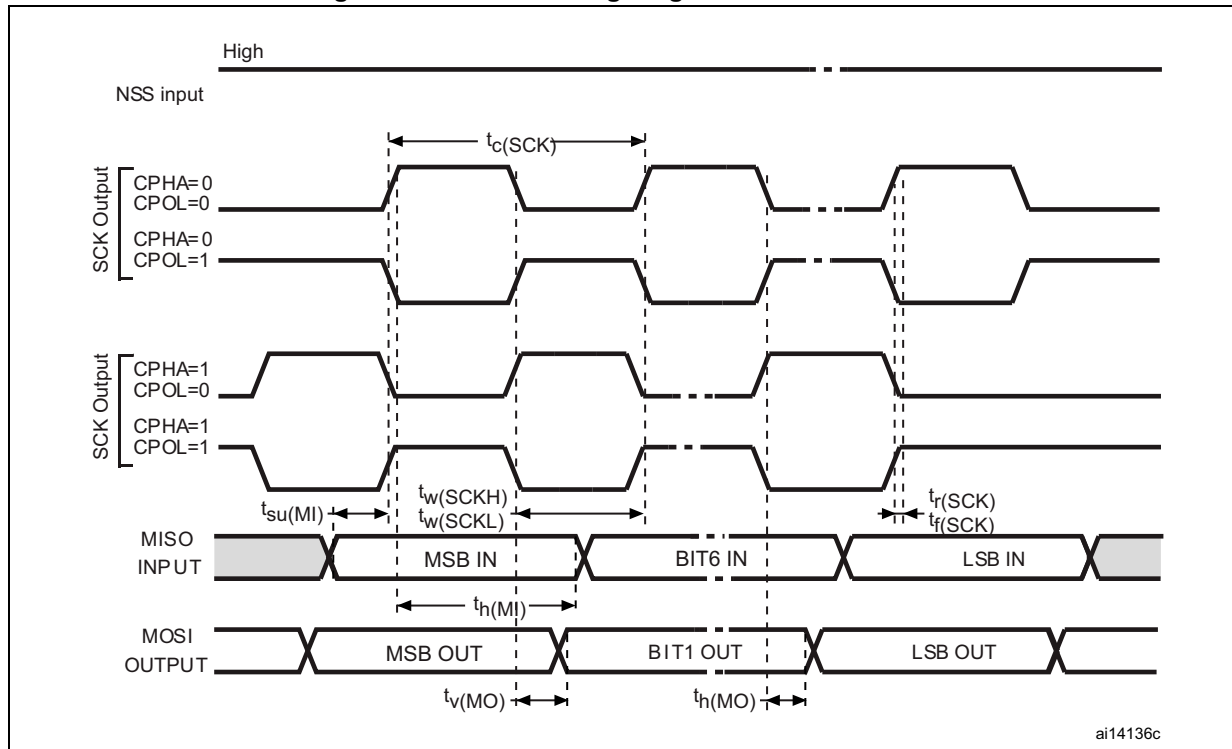 High
NSS input
tc(SCK)
SCK Output
CPHA=0
CPOL=0
CPHA=0
CPOL=1
SCK Output
CPHA=1
CPOL=0
CPHA=1
CPOL=1
tsu(MI)
tw(SCKH)
tw(SCKL)
tr(SCK)
tf(SCK)
MISO
INPUT
MSB IN
BIT6 IN
LSB IN
th(MI)
MOSI
OUTPUT
MSB OUT
BIT1 OUT
LSB OUT
tv(MO)
th(MO)
ai14136c